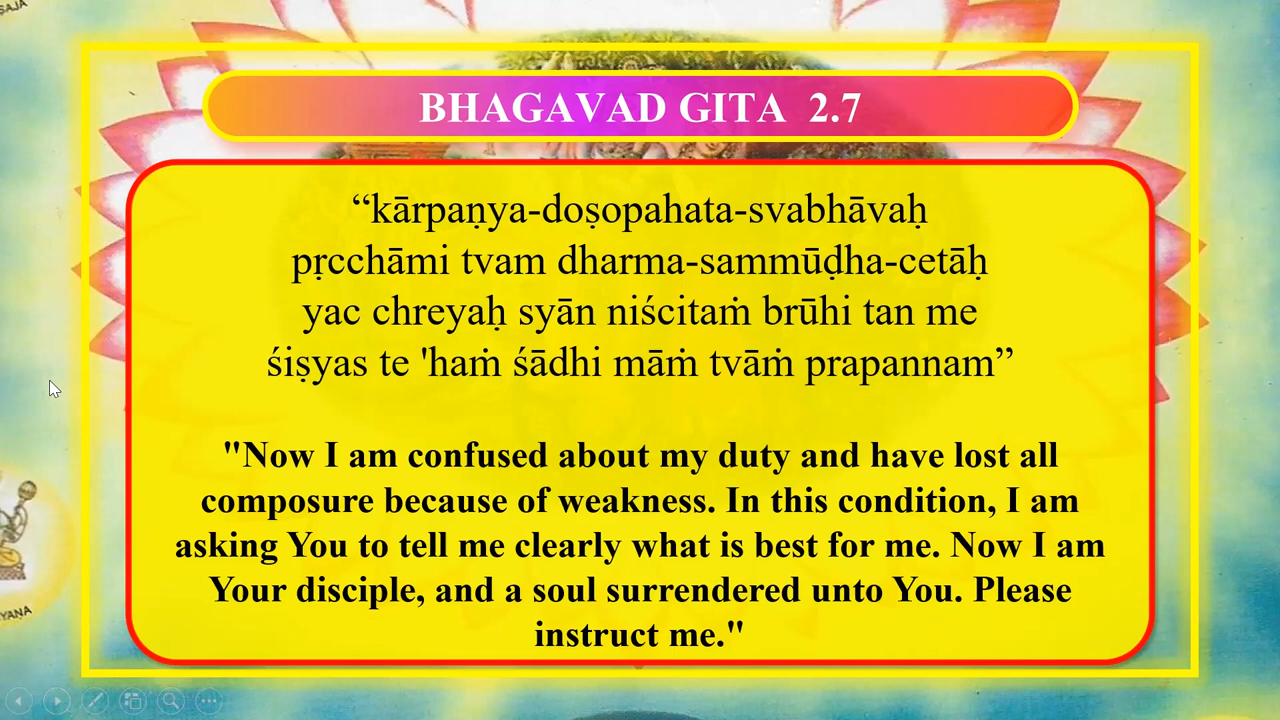 BHAGAVAD GITA 2.7
“kārpaṇya-doṣopahata-svabhāvaḥ
pṛcchāmi tvam dharma-sammūḍha-cetāḥ
yac chreyaḥ syān niścitaṁ brūhi tan me
śiṣyas te 'haṁ śādhi māṁ tvāṁ prapannam”
"Now I am confused about my duty and have lost all
composure because of weakness. In this condition, I am
asking You to tell me clearly what is best for me. Now I am
Your disciple, and a soul surrendered unto You. Please
instruct me."